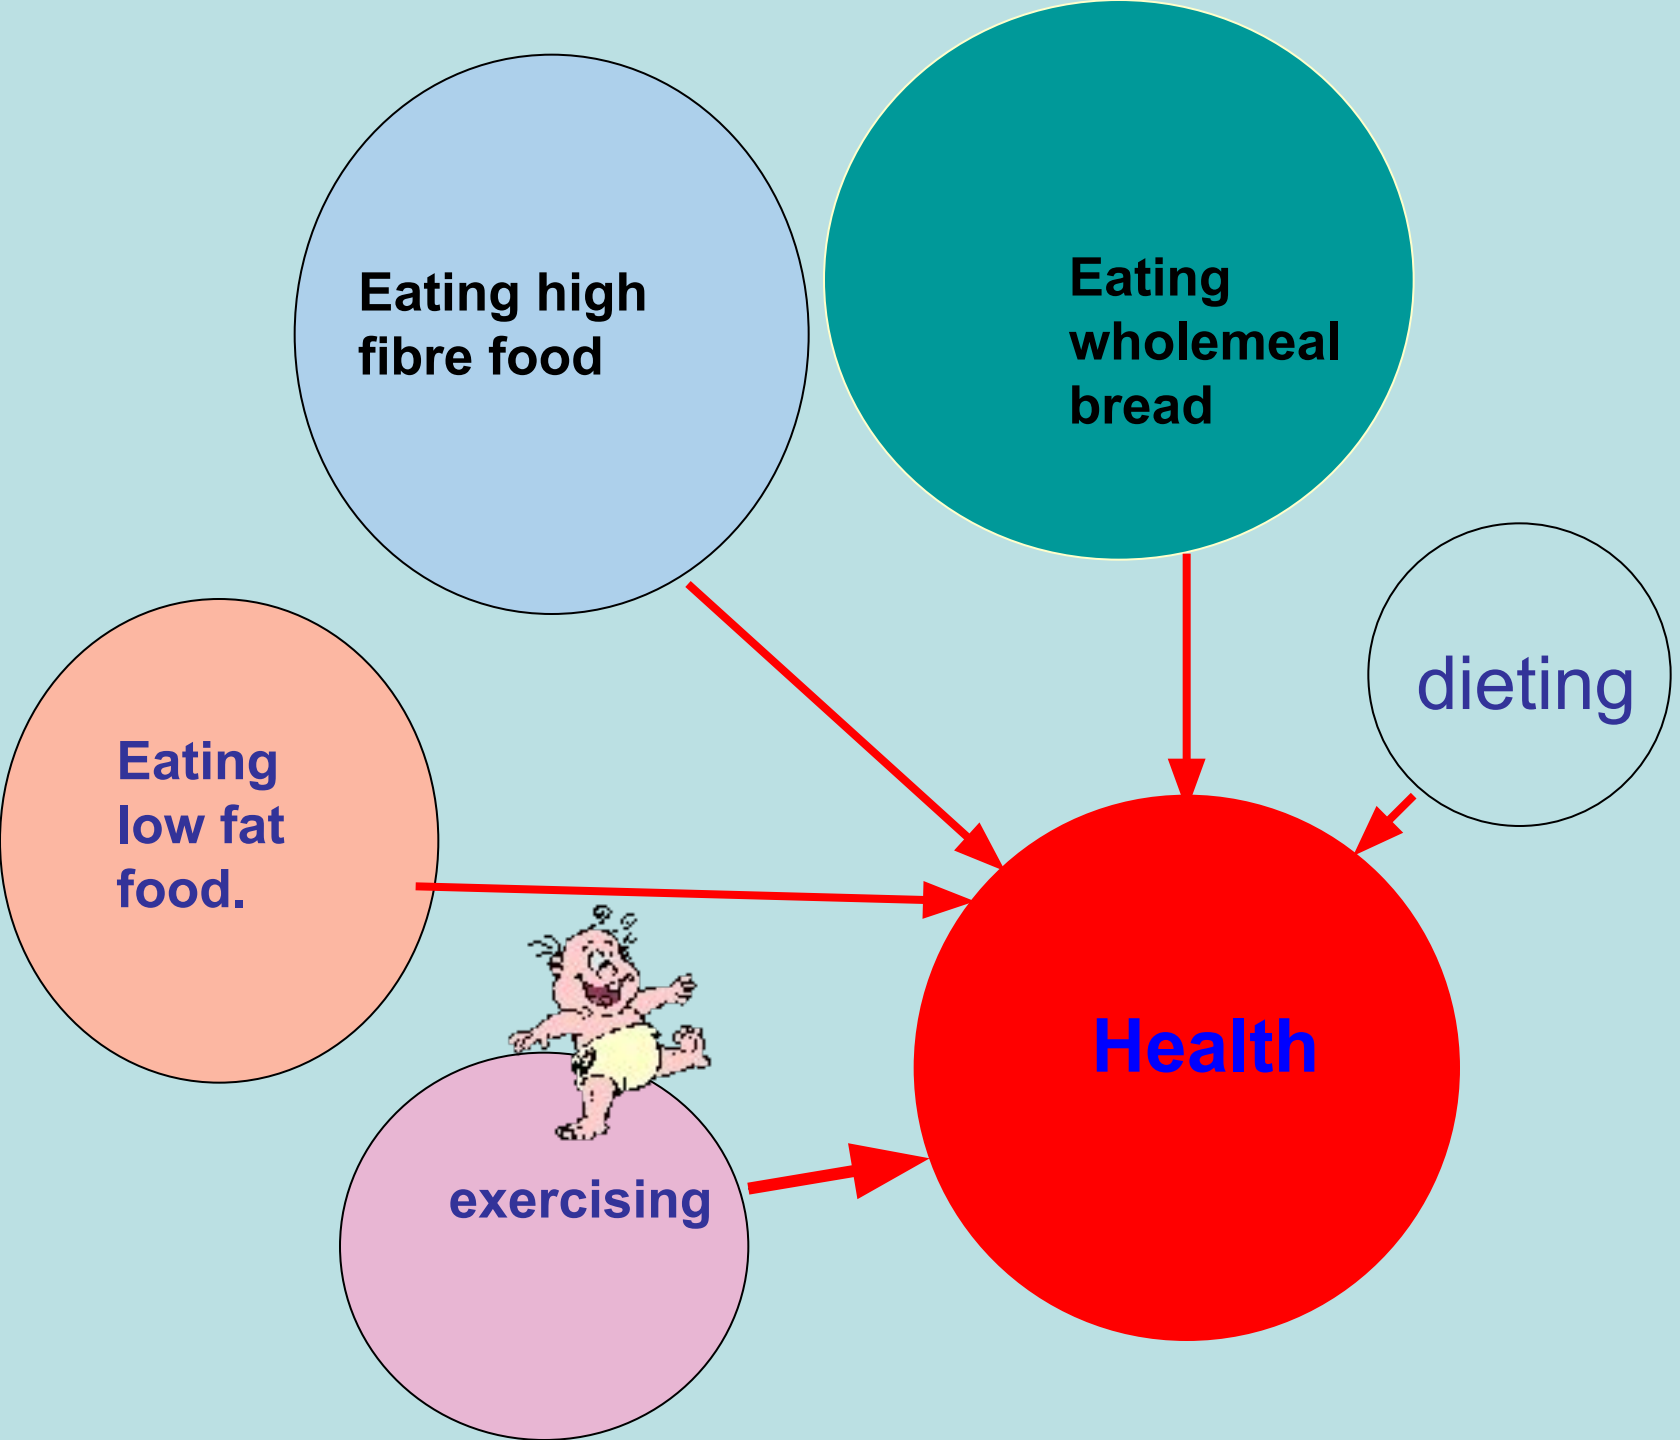 Eating high
fibre food
Eating
wholemeal
bread
dieting
Eating
low fat
food.
Health
exercising